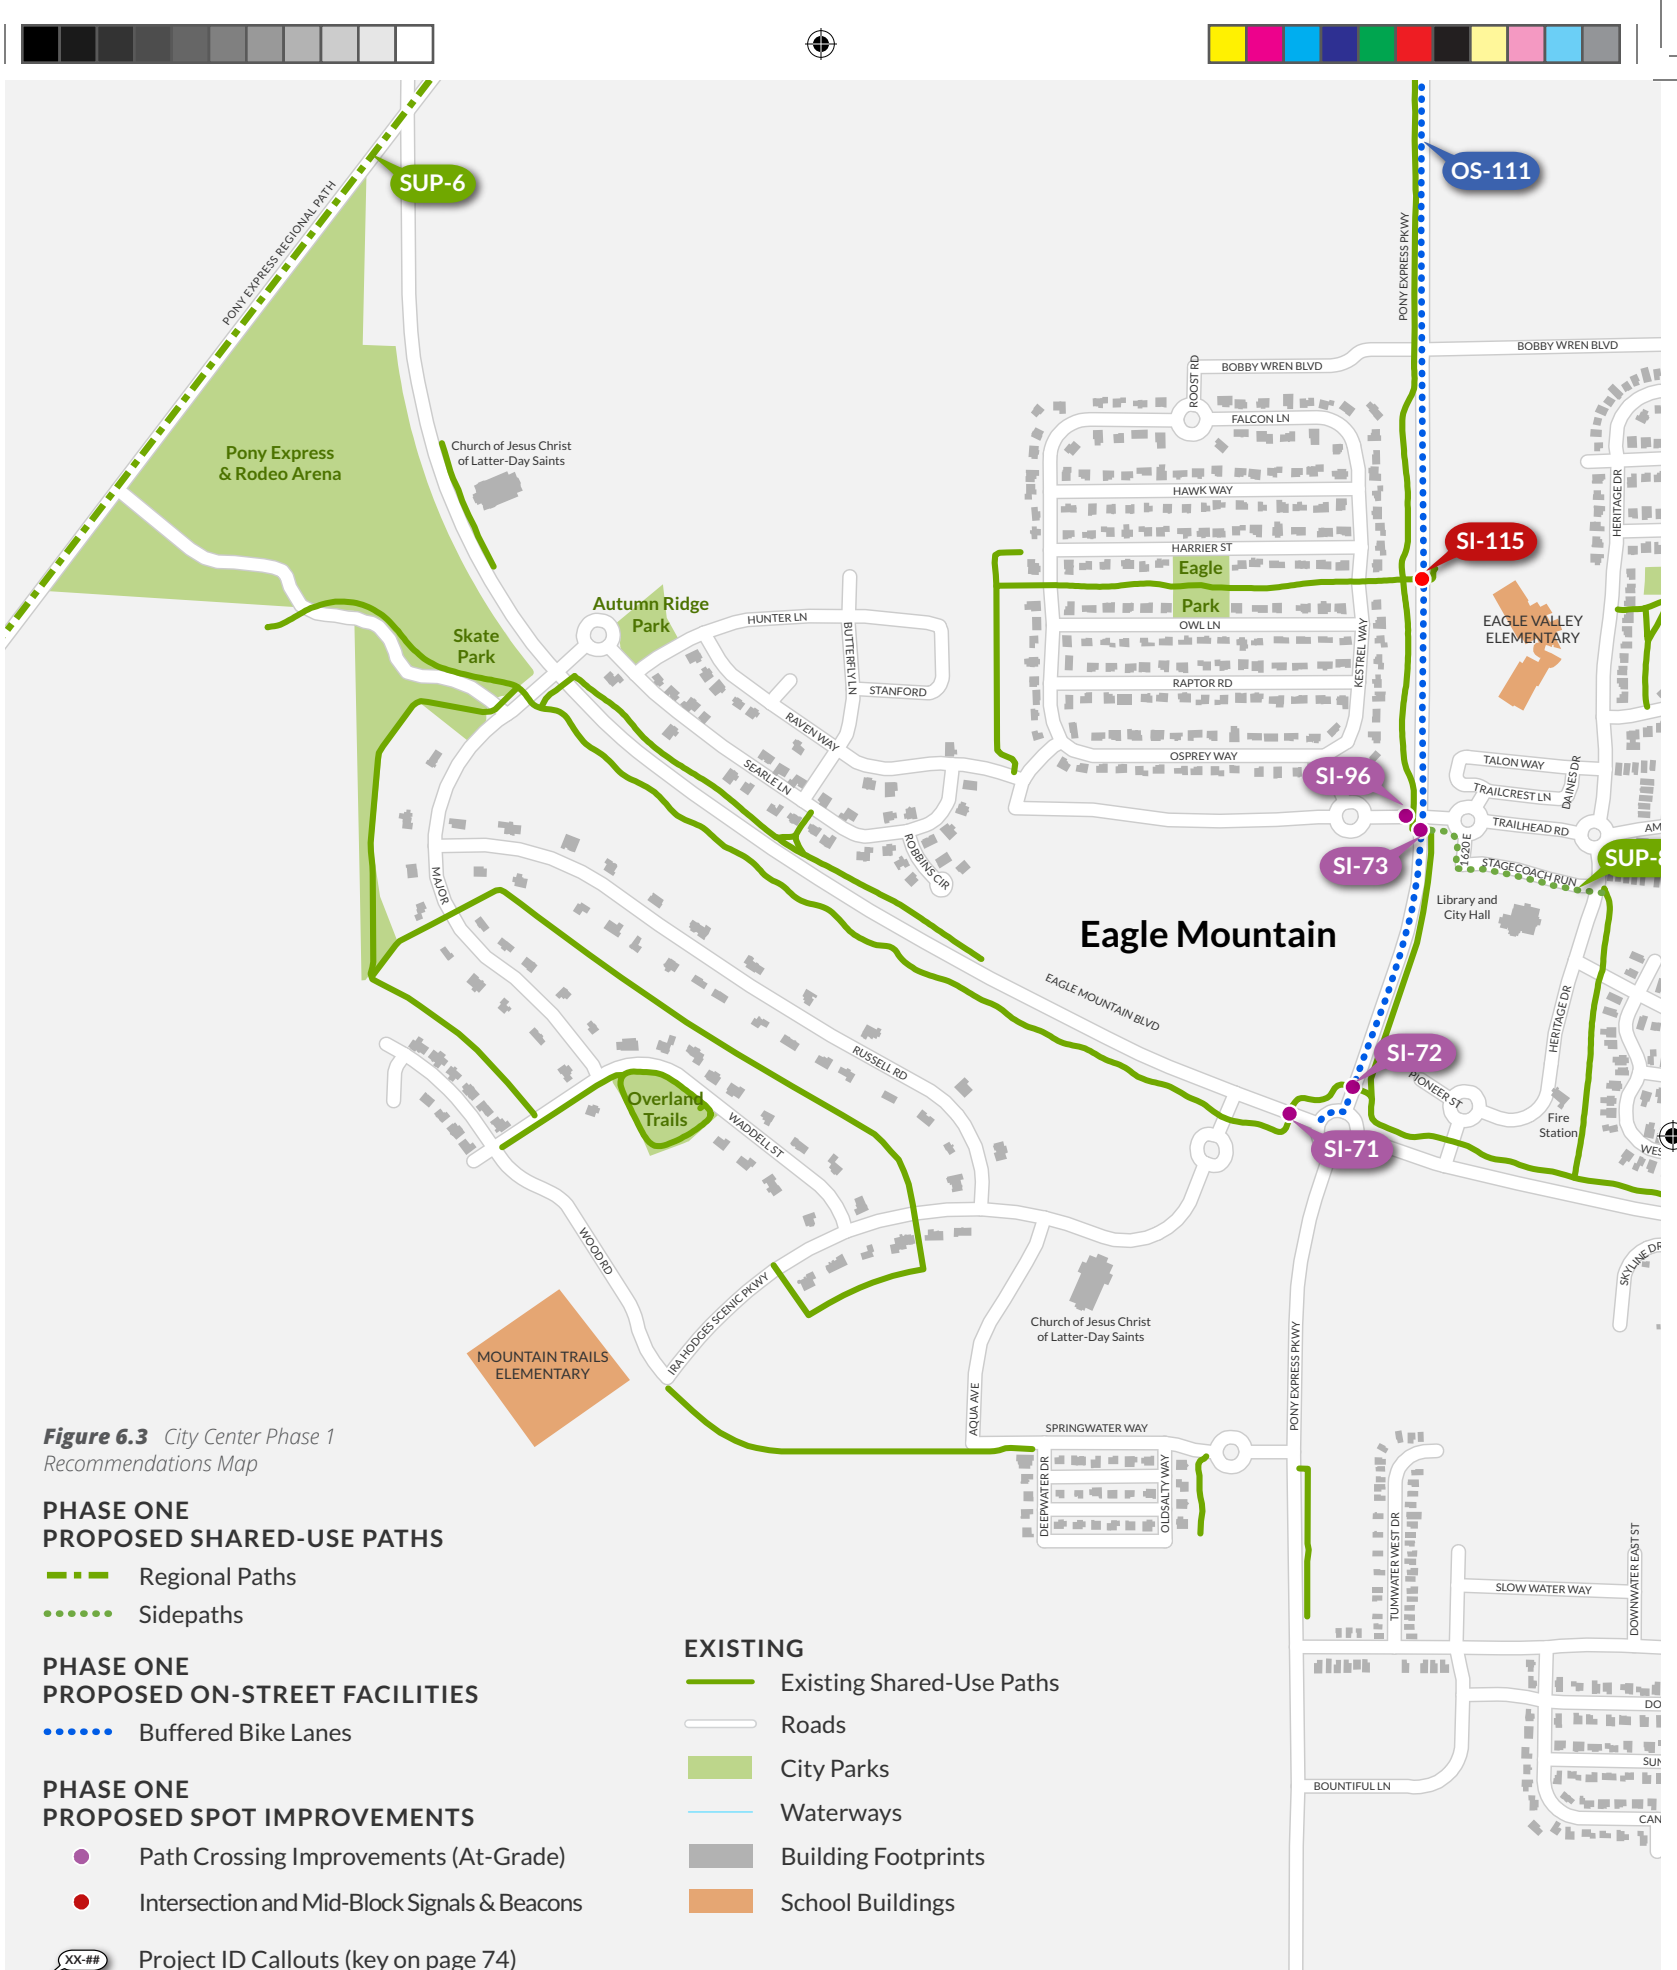 SUP-6
OS-111
PONY EXPRESS REGIONAL PATH
PONY EXPRESS PKWY
BOBBY WREN BLVD
BOBBY WREN BLVD
ROOST RD
FALCON LN
Pony Express
& Rodeo Arena
Church of Jesus Christ
of Latter-Day Saints
HAWK WAY
HERITAGE DR
HARRIER ST
SI-115
Eagle
Park
OWL LN
EAGLE VALLEY
ELEMENTARY
Autumn Ridge
Park
HUNTER LN
BUTTERFLY LN
STANFORD
Skate
Park
KESTREL WAY
RAPTOR RD
RAVEN WAY
OSPREY WAY
SEARLE LN
SI-96
TALON WAY
DAINES DR
TRAILCREST LN
TRAILHEAD RD
AM
ROBBINS CIR
SI-73
1620 E
STAGECOACH RUN
SUP-8
MAJOR
Library and
City Hall
Eagle Mountain
EAGLE MOUNTAIN BLVD
HERITAGE DR
RUSSELL RD
SI-72
PIONEER ST
Overland
Trails
WADDELL ST
Fire
Station
SI-71
WES
WOOD RD
SKYLINE DR
IRA HODGES SCENIC PKWY
Church of Jesus Christ
of Latter-Day Saints
MOUNTAIN TRAILS
ELEMENTARY
PONY EXPRESS PKWY
AQUA AVE
SPRINGWATER WAY
DEEPWATER DR
OLDSALTY WAY
TUMWATER WEST DR
SLOW WATER WAY
DOWNWATER EAST ST
DO
SUN
BOUNTIFUL LN
CAN
Figure 6.3 City Center Phase 1
Recommendations Map
PHASE ONE
PROPOSED SHARED-USE PATHS
Regional Paths
Sidepaths
PHASE ONE
PROPOSED ON-STREET FACILITIES
Buffered Bike Lanes
PHASE ONE
PROPOSED SPOT IMPROVEMENTS
Path Crossing Improvements (At-Grade)
Intersection and Mid-Block Signals & Beacons
XX-## Project ID Callouts (key on page 74)
EXISTING
Existing Shared-Use Paths
Roads
City Parks
Waterways
Building Footprints
School Buildings